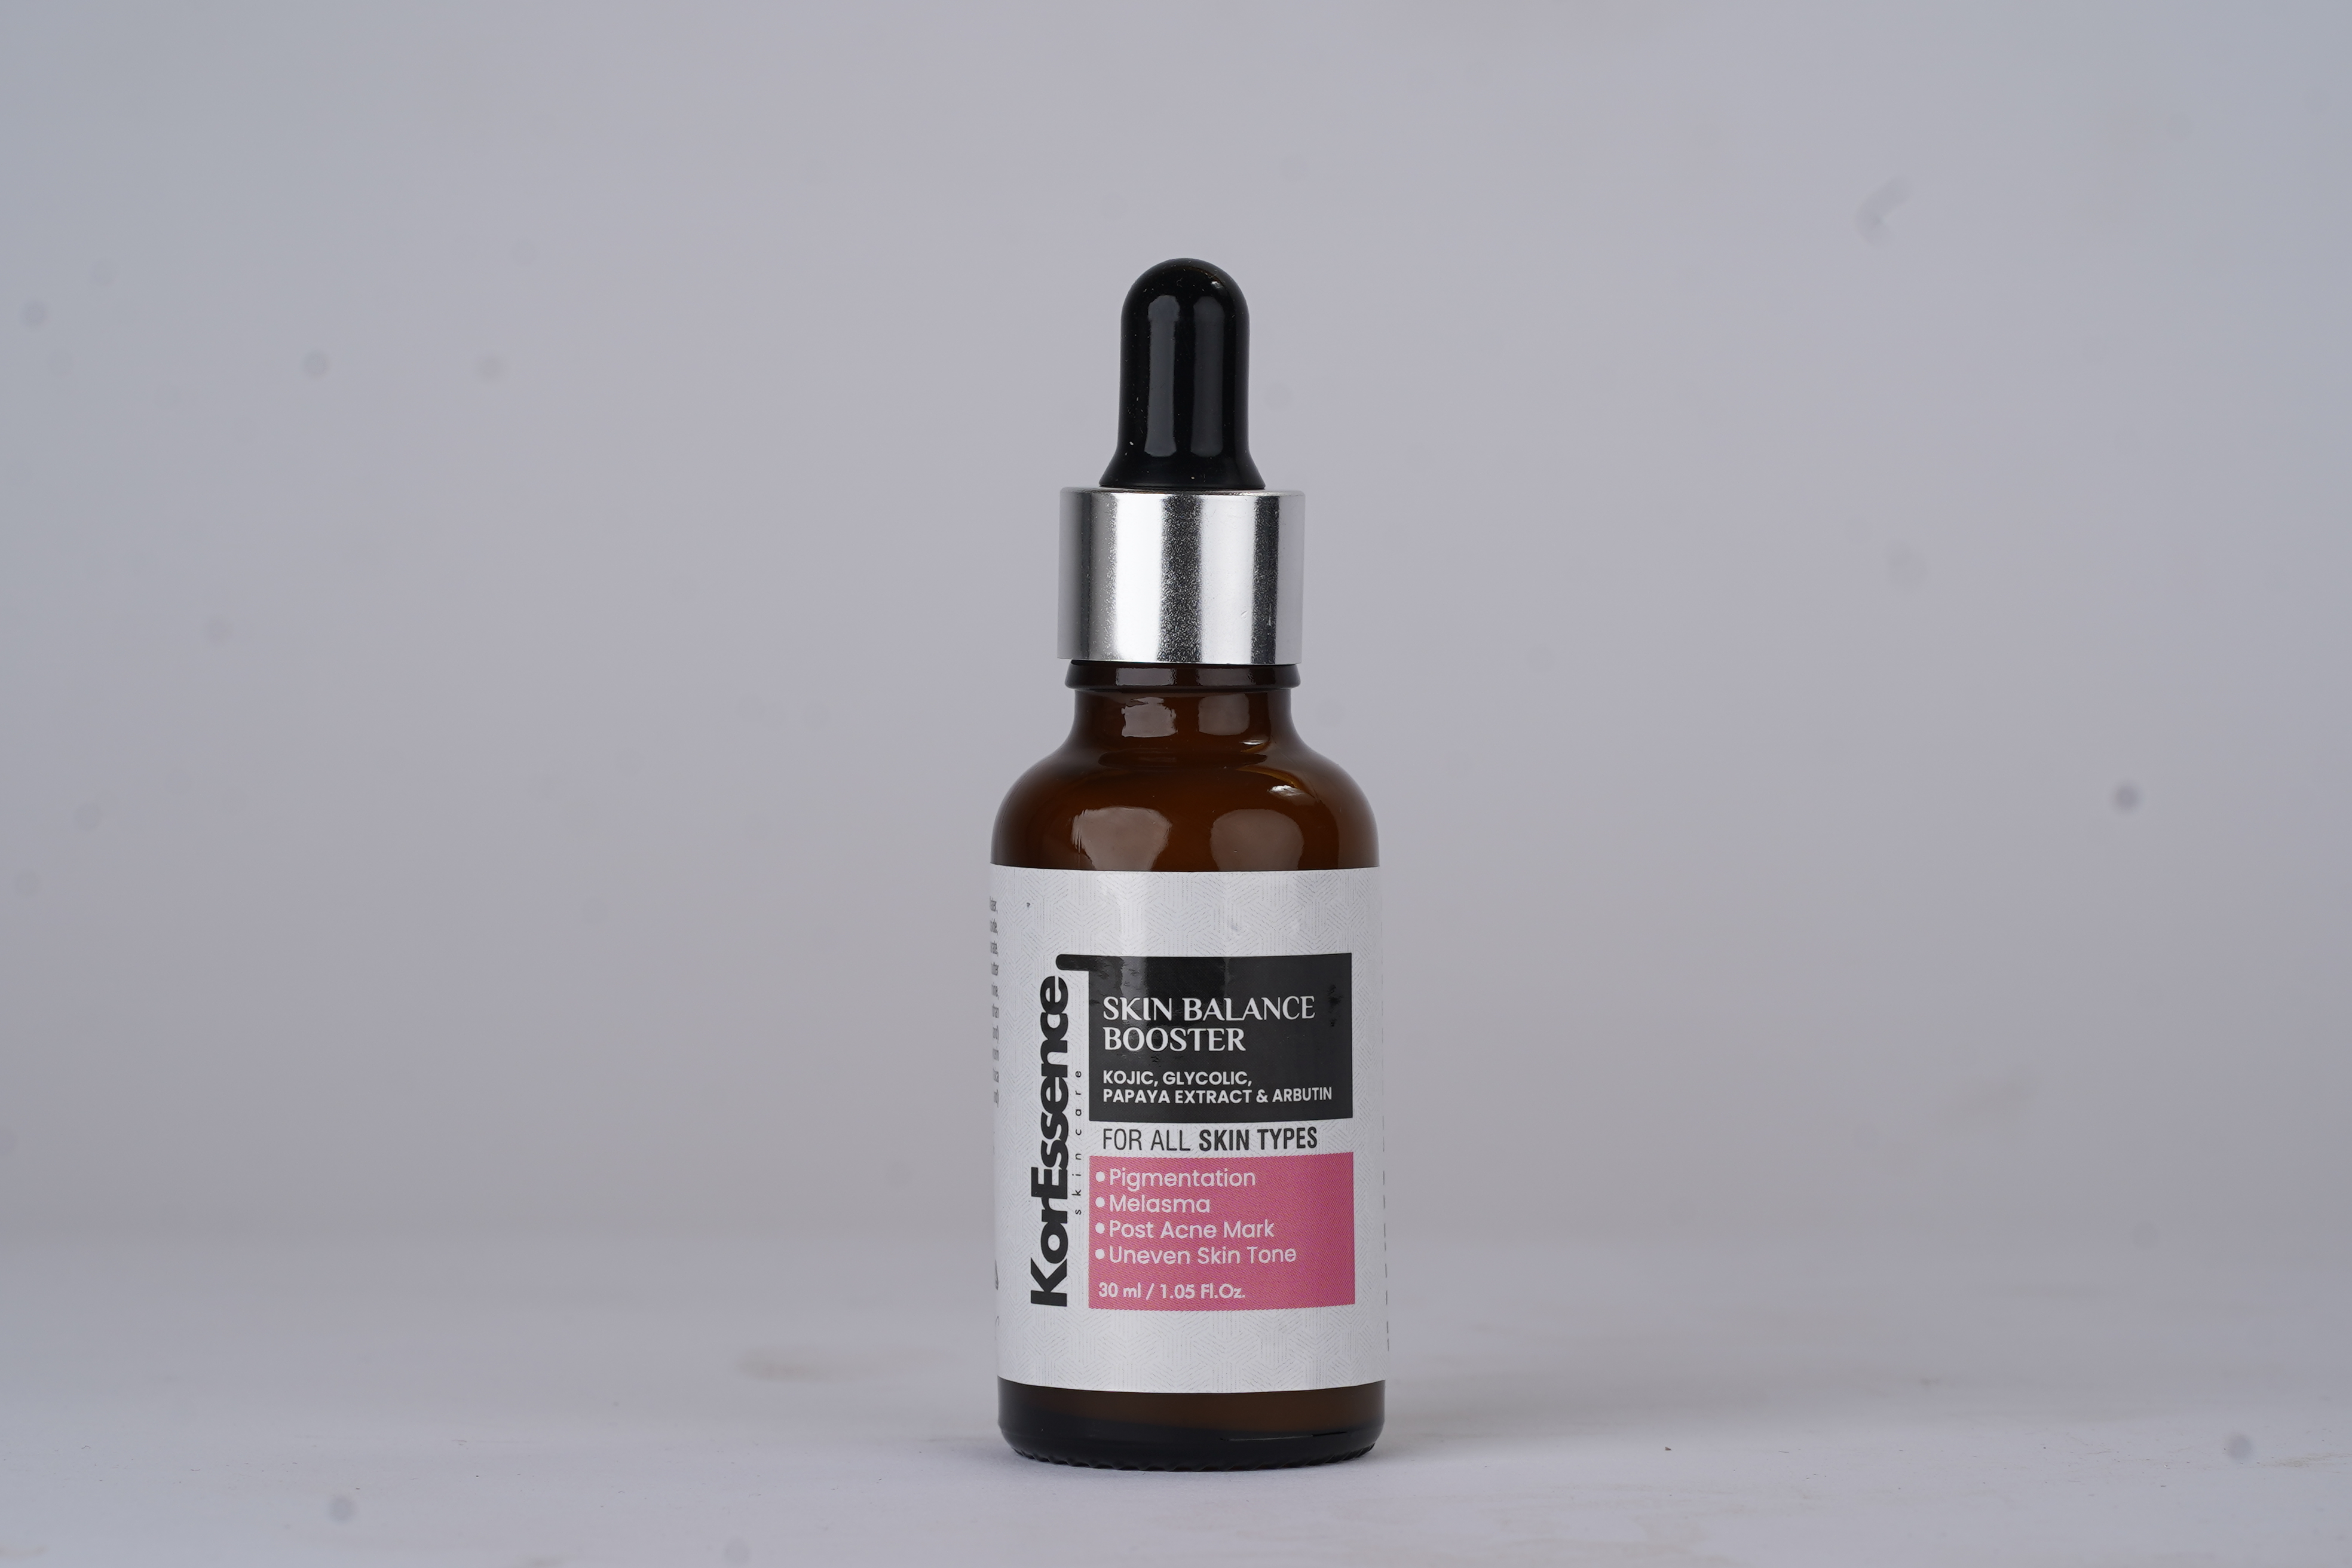 KorEssence
skincare
SKIN BALANCE
BOOSTER
KOJIC, GLYCOLIC,
PAPAYA EXTRACT & ARBUTIN
FOR ALL SKIN TYPES
•Pigmentation
•Melasma
•Post Acne Mark
•Uneven Skin Tone
30 ml / 1.05 Fl.Oz.